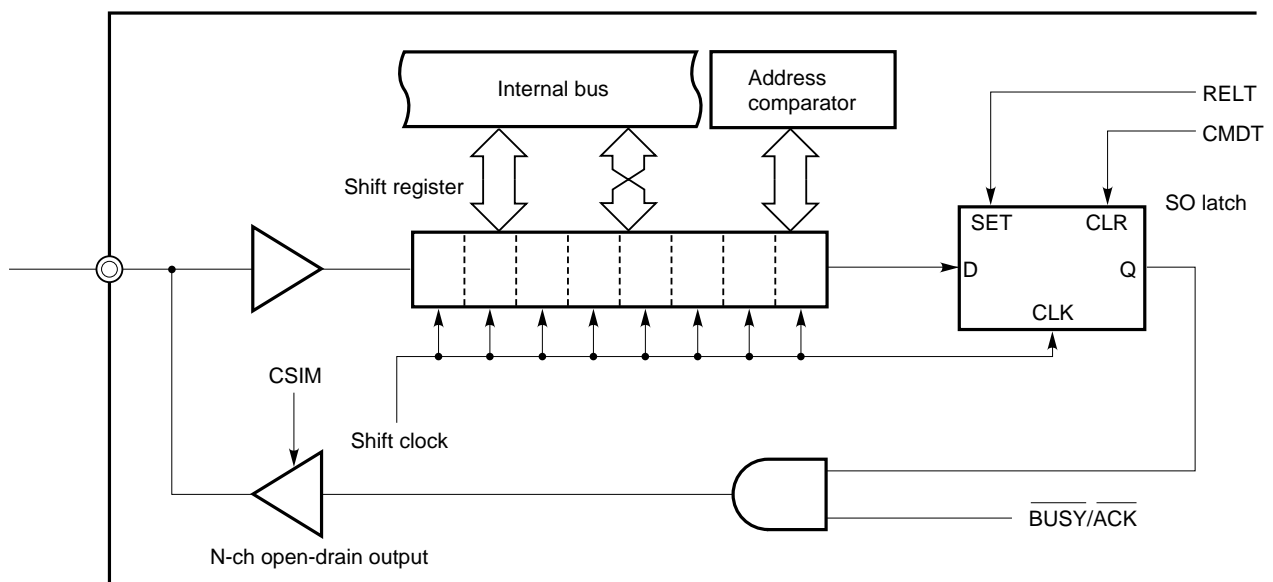 Internal bus
Address
comparator
RELT
CMDT
Shift register
SO latch
SET
CLR
D
Q
CLK
CSIM
Shift clock
BUSY/ACK
N-ch open-drain output